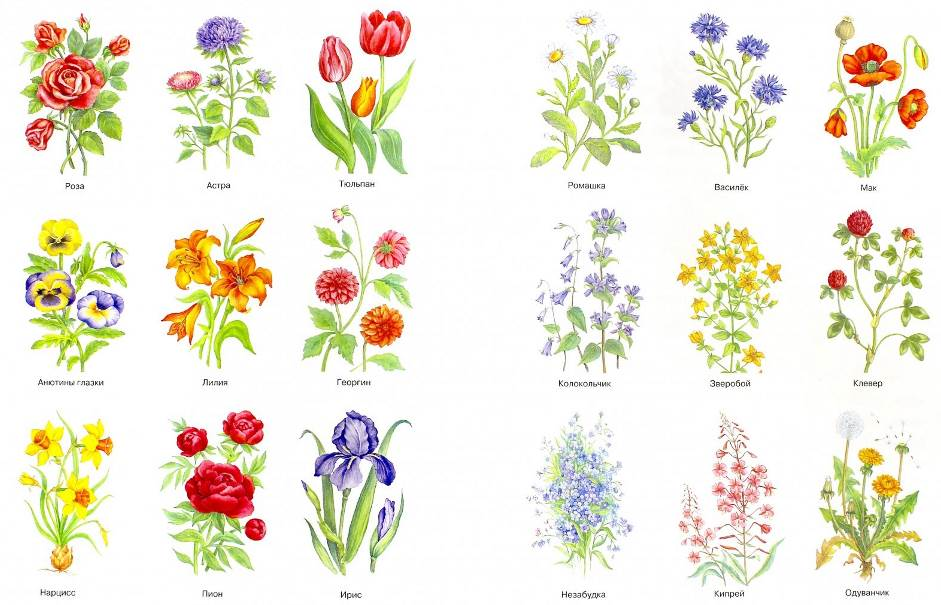 Роза
Астра
Тюльпан
Ромашка
Василёк
Мак
Анютины глазки
Лилия
Георгин
Колокольчик
Зверобой
Клевер
Нарцисс
Пион
Ирис
Незабудка
Кипрей
Одуванчик